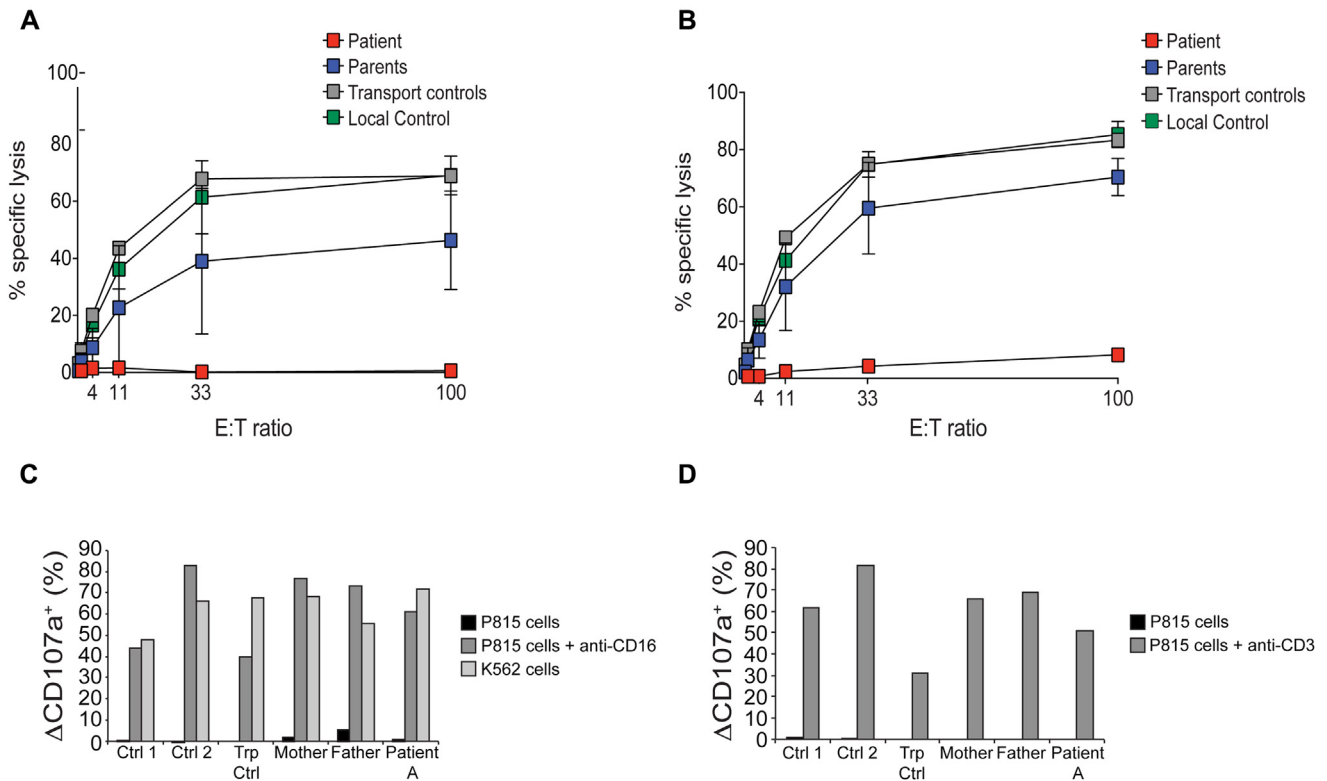 A
Patient
Parents
Transport controls
Local Control
100
80
60
40
20
0
% specific lysis
4 11 33 100
E:T ratio
B
Patient
Parents
Transport controls
Local Control
100
80
60
40
20
0
% specific lysis
4 11 33 100
E:T ratio
C
ΔCD107a⁺ (%)
90
80
70
60
50
40
30
20
10
0
Ctrl 1 Ctrl 2 Trp Mother Father Patient
Ctrl A
P815 cells
P815 cells + anti-CD16
K562 cells
D
ΔCD107a⁺ (%)
90
80
70
60
50
40
30
20
10
0
Ctrl 1 Ctrl 2 Trp Mother Father Patient
Ctrl A
P815 cells
P815 cells + anti-CD3